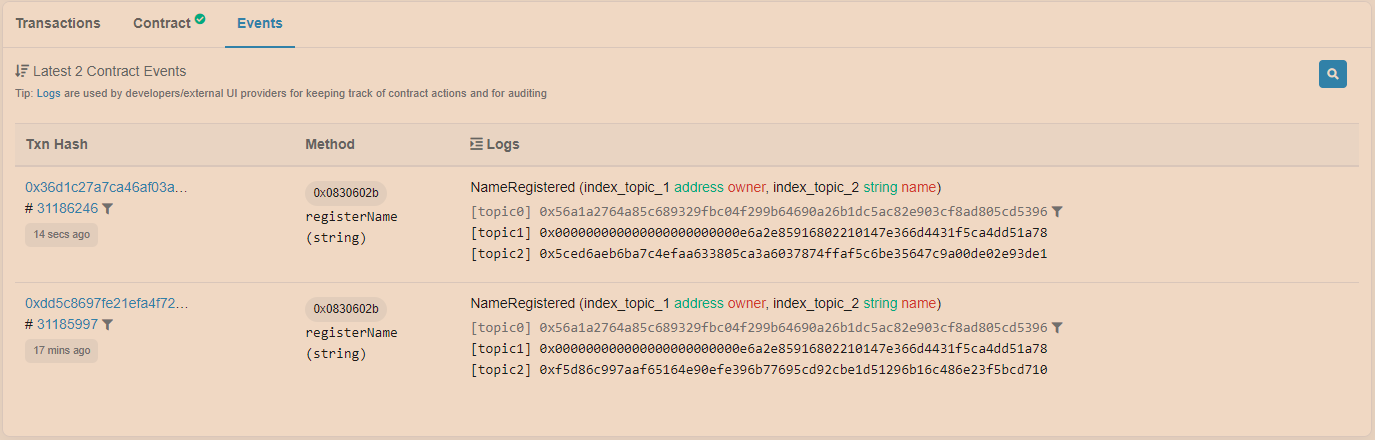 Transactions Contract Events
Latest 2 Contract Events
Tip: Logs are used by developers/external UI providers for keeping track of contract actions and for auditing
Txn Hash Method Logs
0x36d1c27a7ca46af03a... 0x0830602b NameRegistered (index_topic_1 address owner, index_topic_2 string name)
# 31186246 registerName [topic0] 0x56a1a2764a85c689329fbc04f299b64690a26b1dc5ac82e903cf8ad805cd5396
14 secs ago (string) [topic1] 0x000000000000000000000000e6a2e85916802210147e366d4431f5ca4dd51a78
[topic2] 0x5ced6aeb6ba7c4efaa633805ca3a6037874ffaf5c6be35647c9a00de02e93de1
0xdd5c8697fe21efa4f72... 0x0830602b NameRegistered (index_topic_1 address owner, index_topic_2 string name)
# 31185997 registerName [topic0] 0x56a1a2764a85c689329fbc04f299b64690a26b1dc5ac82e903cf8ad805cd5396
17 mins ago (string) [topic1] 0x000000000000000000000000e6a2e85916802210147e366d4431f5ca4dd51a78
[topic2] 0xf5d86c997aaf65164e90efe396b77695cd92cbe1d51296b16c486e23f5bcd710